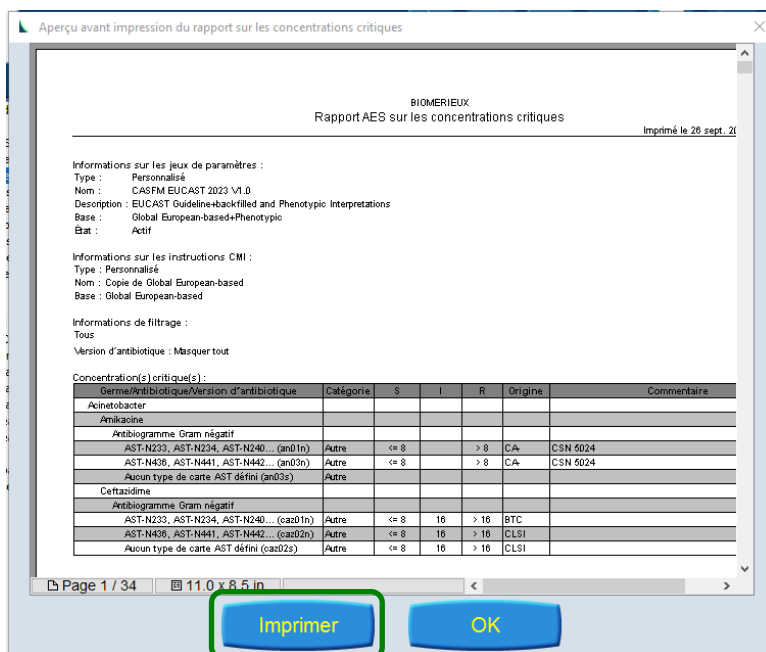 Aperçu avant impression du rapport sur les concentrations critiques
BIOMERIEUX
Rapport AES sur les concentrations critiques
Imprimé le 26 sept. 20
Informations sur les jeux de paramètres :
Type : Personnalisé
Nom : CASFM EUCAST 2023 V1.0
Description : EUCAST Guideline+backfilled and Phenotypic Interpretations
Base : Global European-based+Phenotypic
État : Actif
Informations sur les instructions CMI :
Type : Personnalisé
Nom : Copie de Global European-based
Base : Global European-based
Informations de filtrage :
Tous
Version d'antibiotique : Masquer tout
Concentration(s) critique(s) :
Germe/Antibiotique/Version d'antibiotique Catégorie S I R Origine Commentaire
Acinetobacter
Amikacine
Antibiogramme Gram négatif
AST-N233, AST-N234, AST-N240... (an01n) Autre <= 8 > 8 CA- CSN 5024
AST-N436, AST-N441, AST-N442... (an03n) Autre <= 8 > 8 CA- CSN 5024
Aucun type de carte AST défini (an03s) Autre
Ceftazidime
Antibiogramme Gram négatif
AST-N233, AST-N234, AST-N240... (caz01n) Autre <= 8 16 > 16 BTC
AST-N436, AST-N441, AST-N442... (caz02n) Autre <= 8 16 > 16 CLSI
Aucun type de carte AST défini (caz02s) Autre <= 8 16 > 16 CLSI
Page 1 / 34 11.0 x 8.5 in
Imprimer OK